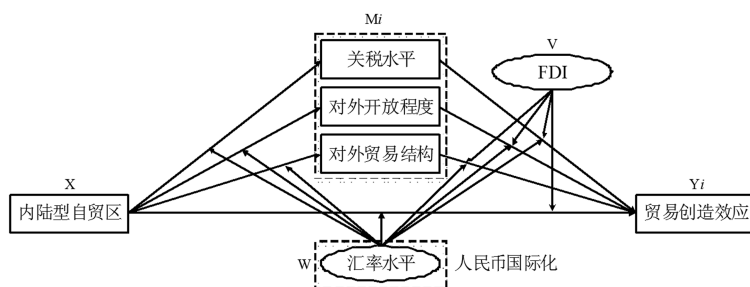 Mi
关税水平
V
FDI
对外开放程度
对外贸易结构
X
内陆型自贸区
Yi
贸易创造效应
W
汇率水平
人民币国际化